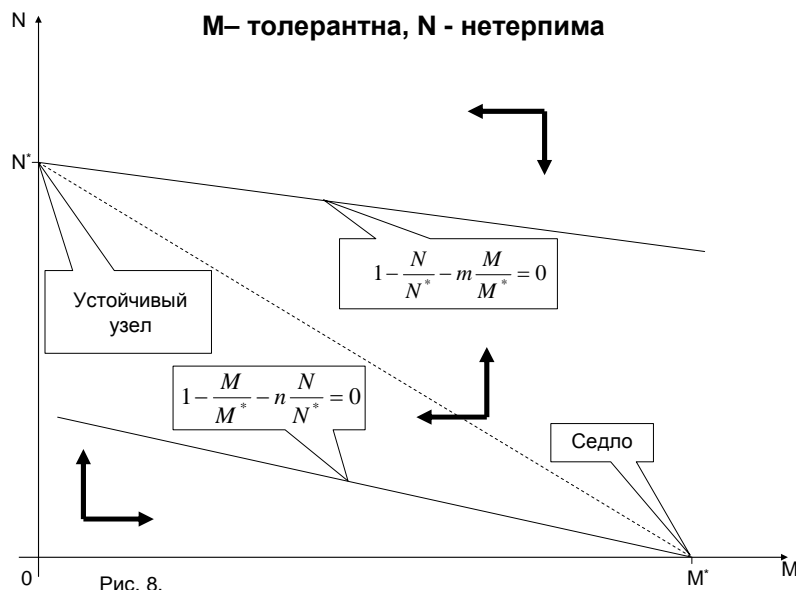 N
M– толерантна, N - нетерпима
N*
1 − N/N* − m M/M* = 0
Устойчивый
узел
1 − M/M* − n N/N* = 0
Седло
0
M*
M
Рис. 8.